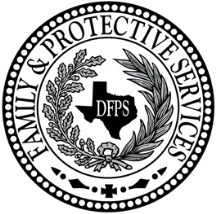 FAMILY & PROTECTIVE SERVICES
DFPS